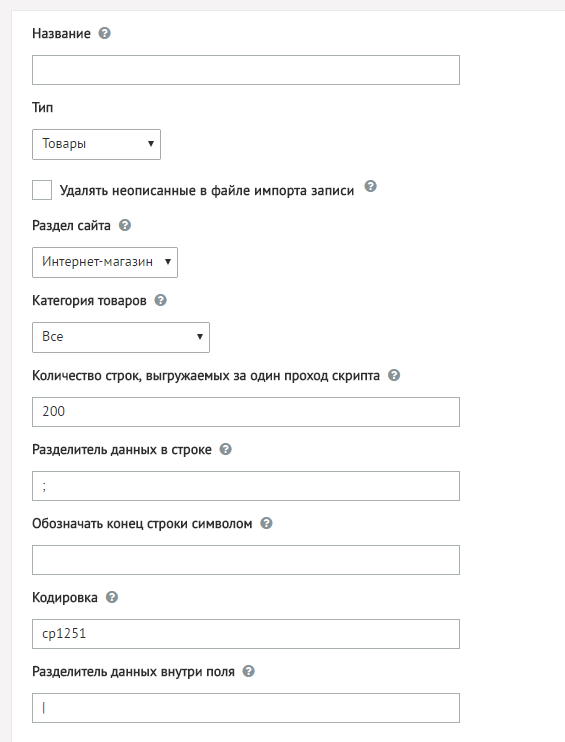 Название ?
Тип
Товары
Удалять неописанные в файле импорта записи ?
Раздел сайта ?
Интернет-магазин
Категория товаров ?
Все
Количество строк, выгружаемых за один проход скрипта ?
200
Разделитель данных в строке ?
;
Обозначать конец строки символом ?
Кодировка ?
cp1251
Разделитель данных внутри поля ?
|